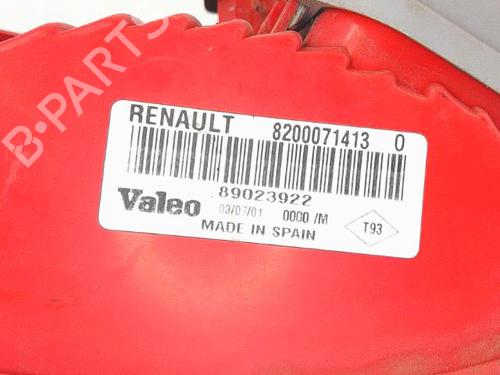 B-PARTS
RENAULT 8200071413 0
89023922
Valeo 03/07/01 0000 /M
MADE IN SPAIN
T93